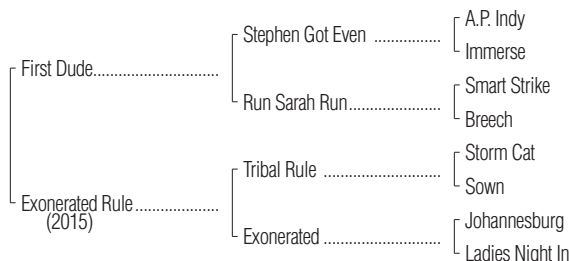 A.P. Indy
Stephen Got Even ..................
Immerse
First Dude.............................
Smart Strike
Run Sarah Run.....................
Breech
Storm Cat
Tribal Rule .........................
Sown
Exonerated Rule ...................
(2015)
Johannesburg
Exonerated ........................
Ladies Night In